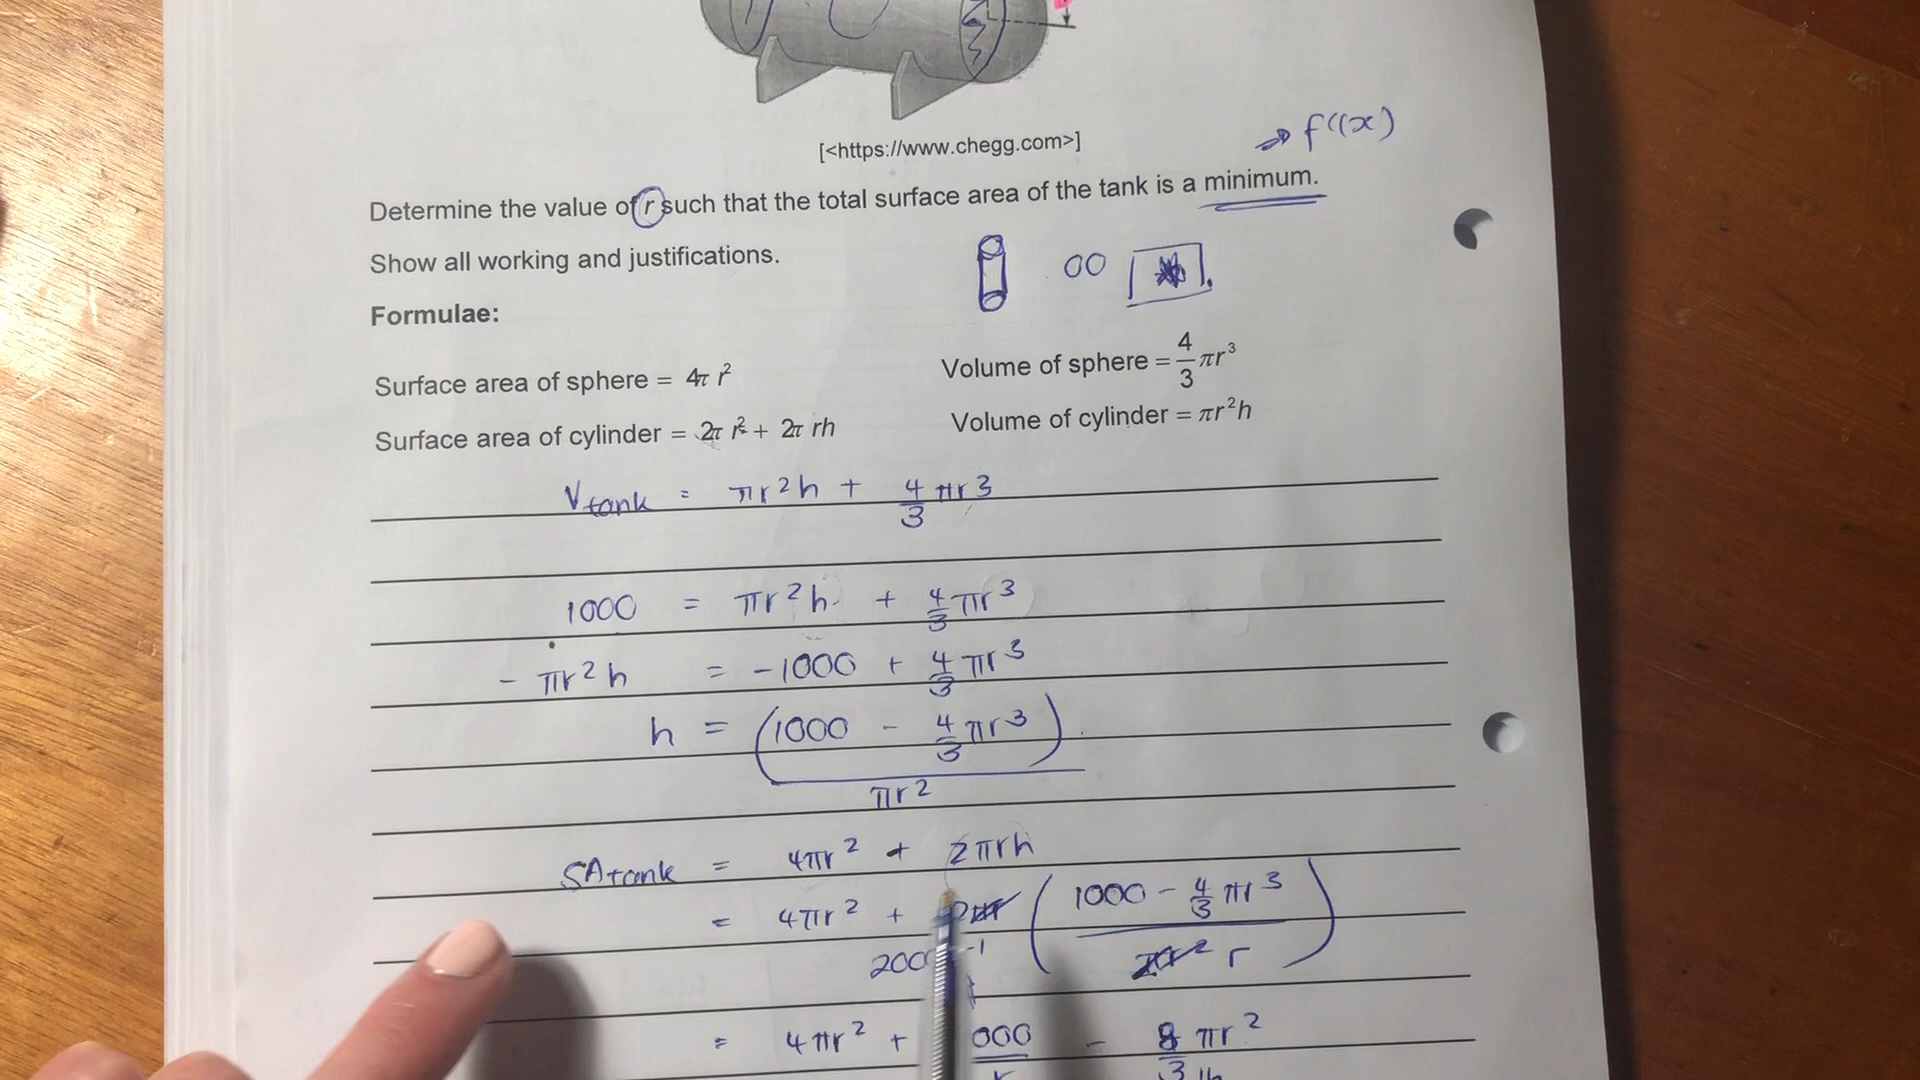 [<https://www.chegg.com>]
→ f''(x)
Determine the value of r such that the total surface area of the tank is a minimum.
Show all working and justifications.
Formulae:
Surface area of sphere = 4π r²
Volume of sphere = 4/3 πr³
Surface area of cylinder = 2π r² + 2π rh
Volume of cylinder = πr²h
Vtank = πr²h + 4/3 πr³
1000 = πr²h + 4/3 πr³
- πr²h = -1000 + 4/3 πr³
h = (1000 - 4/3 πr³) / πr²
SAtank = 4πr² + 2πrh
= 4πr² + (1000 - 4/3 πr³ / r)
= 4πr² + 000 - 8/3 πr²